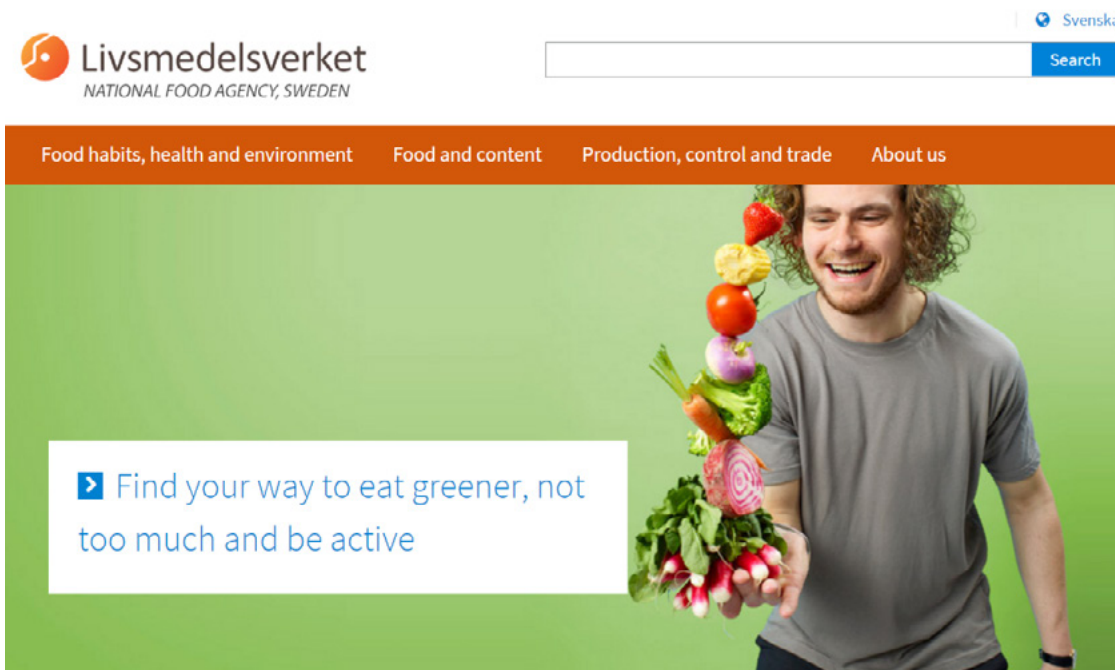 Svenska
Livsmedelsverket
NATIONAL FOOD AGENCY, SWEDEN
Search
Food habits, health and environment
Food and content
Production, control and trade
About us
Find your way to eat greener, not
too much and be active